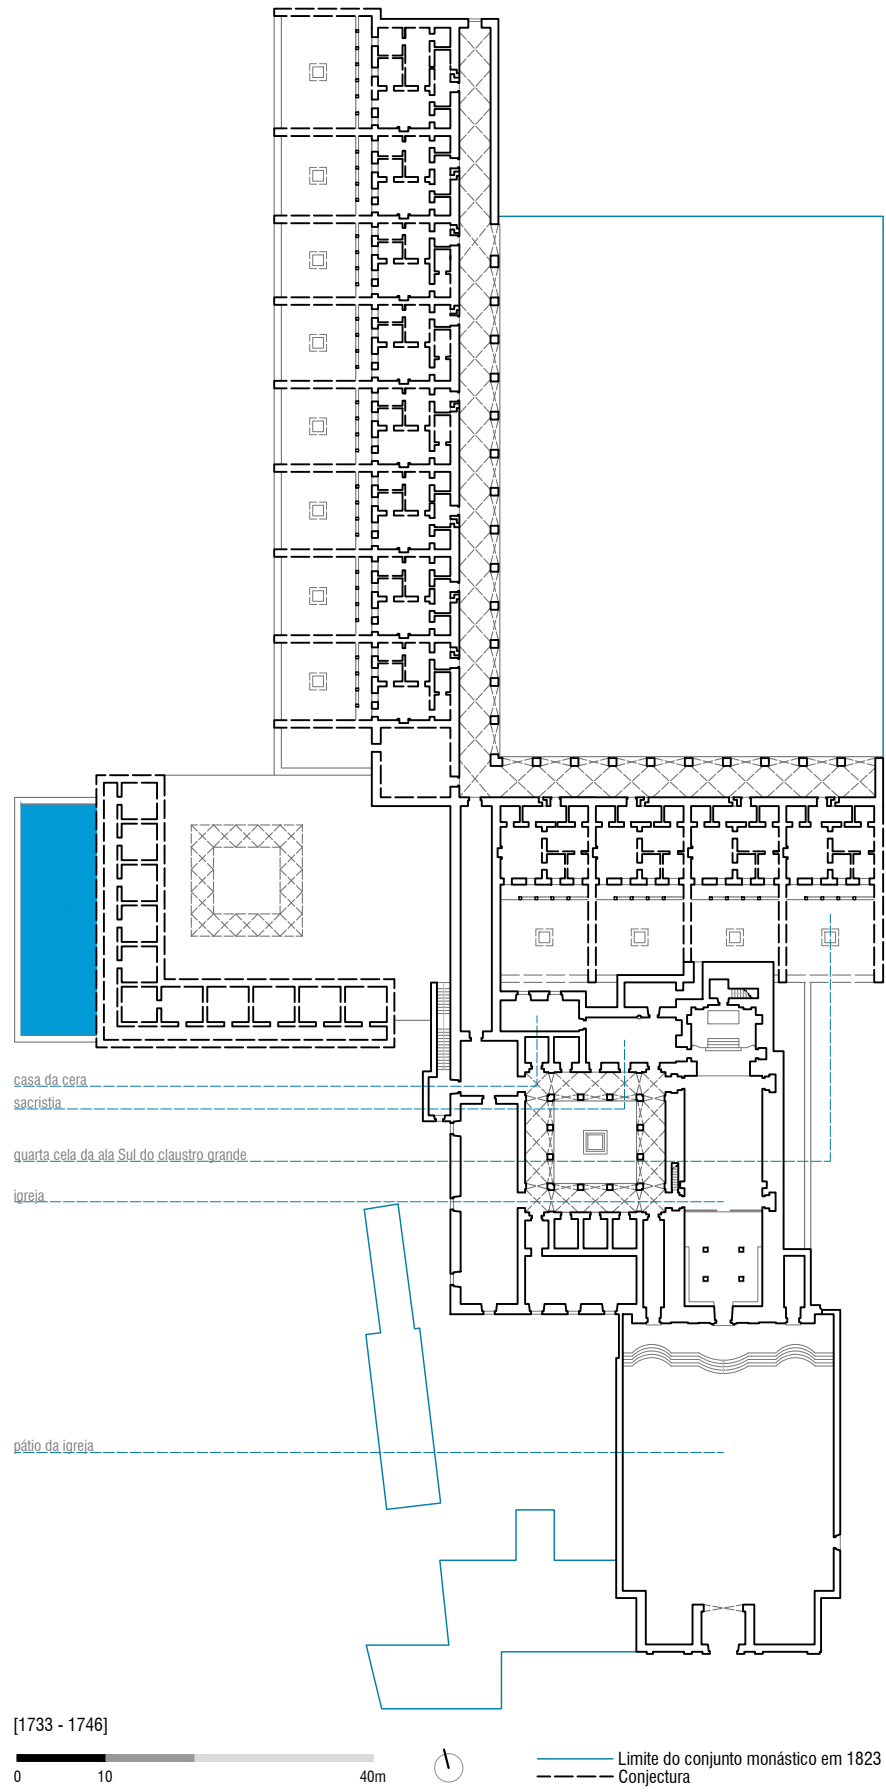 casa da cera
sacristia
quarta cela da ala Sul do claustro grande
igreja
pátio da igreja
[1733 - 1746]
0 10 40m
Limite do conjunto monástico em 1823
Conjectura